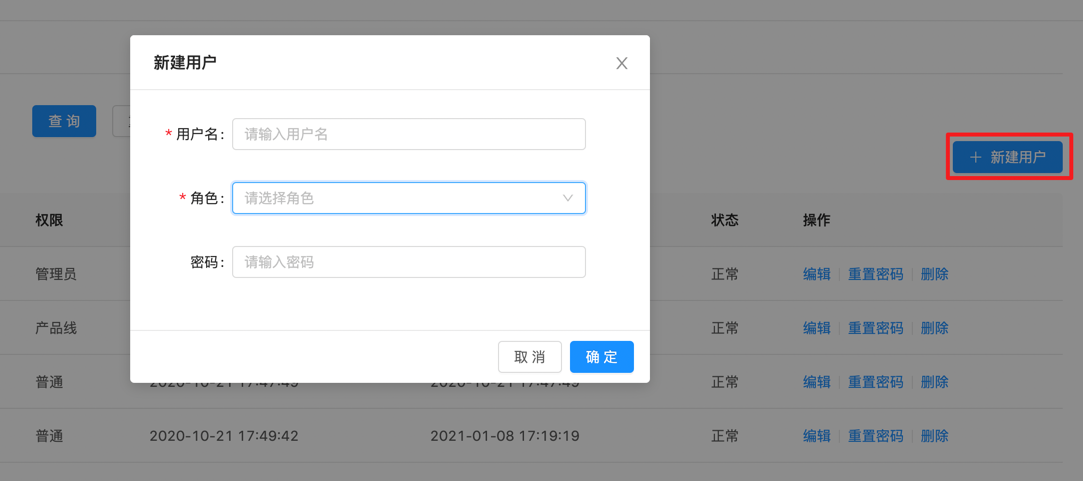 新建用户
* 用户名:
请输入用户名
* 角色:
请选择角色
密码:
请输入密码
取 消
确 定
查 询
+ 新建用户
权限
状态
操作
管理员
正常
编辑
重置密码
删除
产品线
正常
编辑
重置密码
删除
普通
2020-10-21 17:47:49
2020-10-21 17:47:49
正常
编辑
重置密码
删除
普通
2020-10-21 17:49:42
2021-01-08 17:19:19
正常
编辑
重置密码
删除